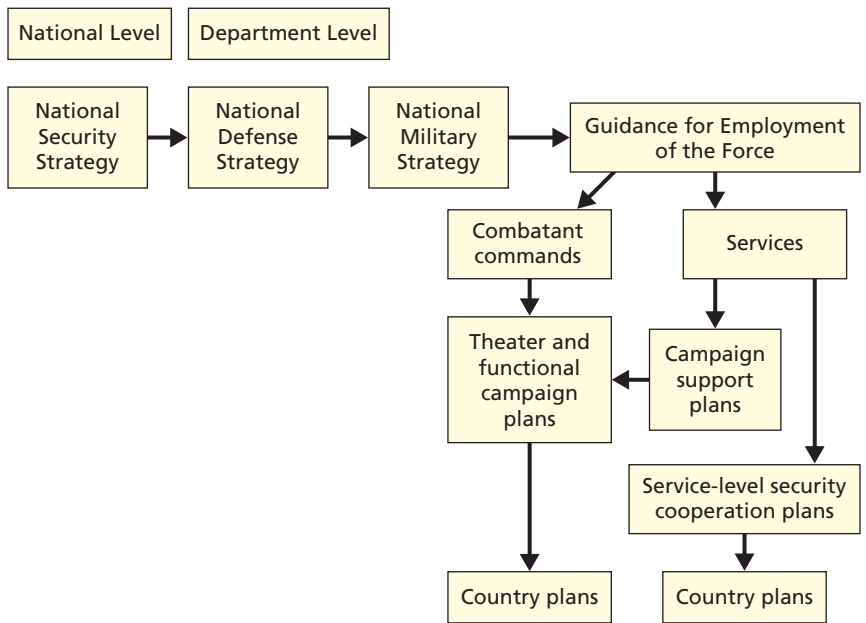 National Level
Department Level
National
Security
Strategy
National
Defense
Strategy
National
Military
Strategy
Guidance for Employment
of the Force
Combatant
commands
Services
Theater and
functional
campaign
plans
Campaign
support
plans
Service-level security
cooperation plans
Country plans
Country plans